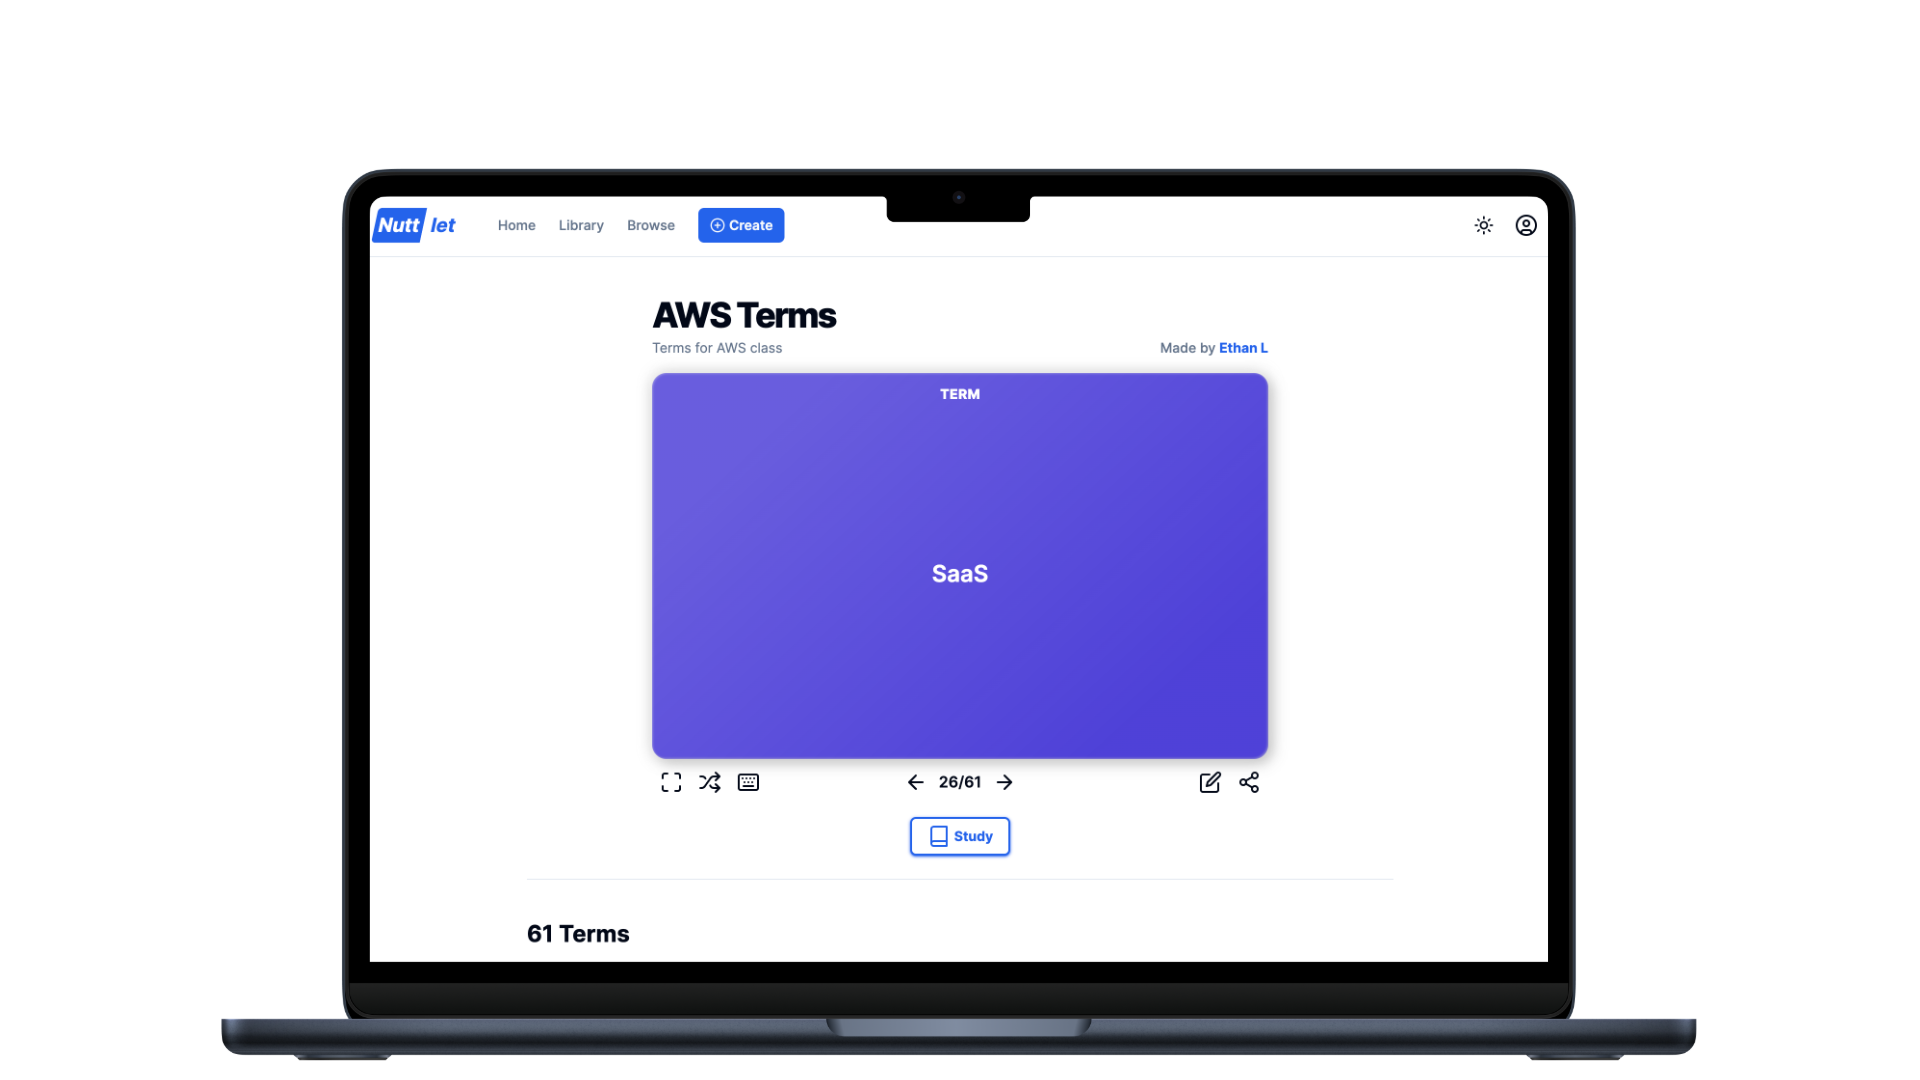 Nutt let Home Library Browse Create
AWS Terms
Terms for AWS class Made by Ethan L
TERM
SaaS
26/61
Study
61 Terms